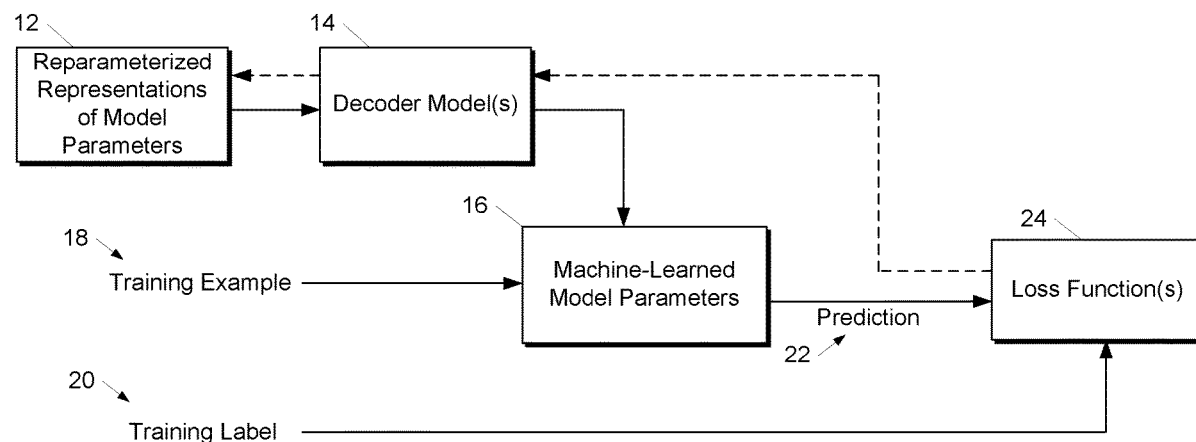 12
Reparameterized
Representations
of Model
Parameters
14
Decoder Model(s)
16
Machine-Learned
Model Parameters
18
Training Example
Prediction
22
24
Loss Function(s)
20
Training Label